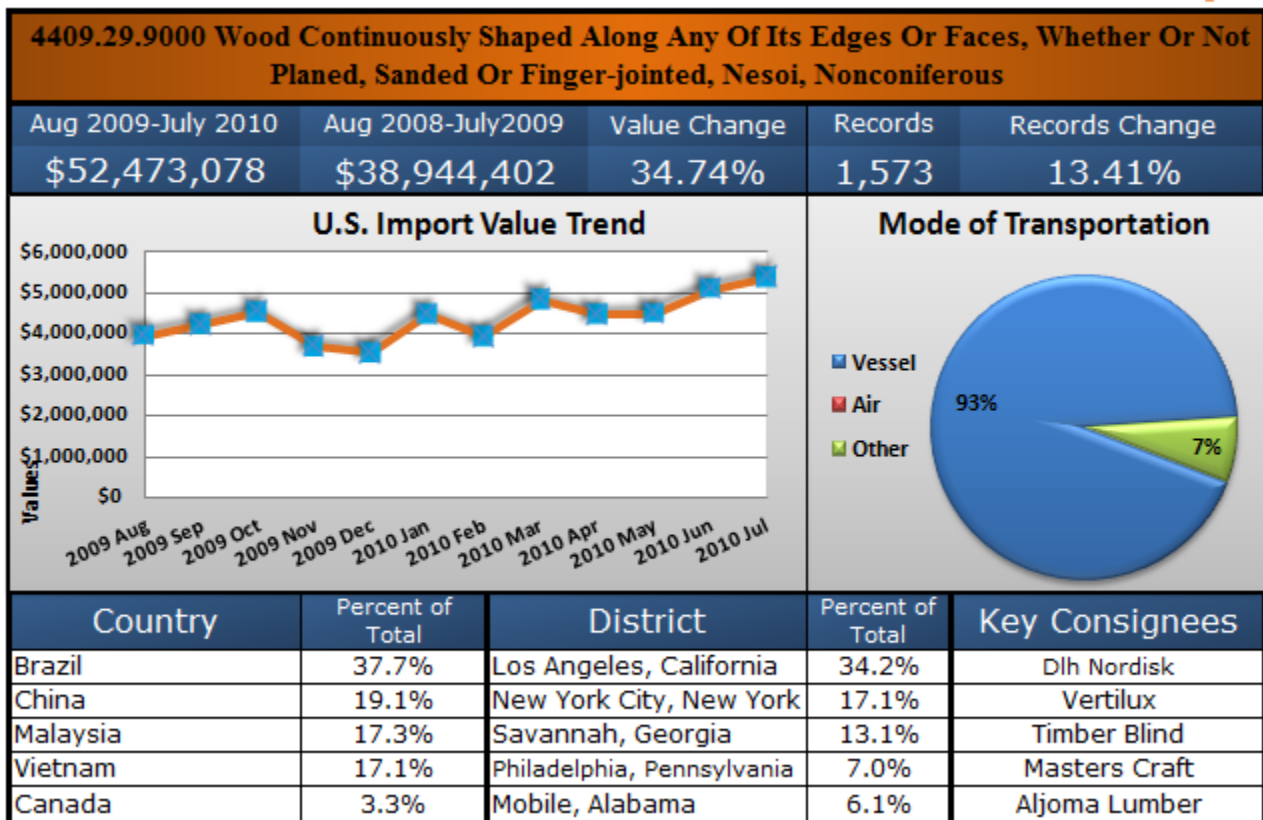 4409.29.9000 Wood Continuously Shaped Along Any Of Its Edges Or Faces, Whether Or Not
Planed, Sanded Or Finger-jointed, Nesoi, Nonconiferous
Aug 2009-July 2010 Aug 2008-July2009 Value Change Records Records Change
$52,473,078 $38,944,402 34.74% 1,573 13.41%
U.S. Import Value Trend
$6,000,000
$5,000,000
$4,000,000
$3,000,000
$2,000,000
$1,000,000
$0
Values
2009 Aug
2009 Sep
2009 Oct
2009 Nov
2009 Dec
2010 Jan
2010 Feb
2010 Mar
2010 Apr
2010 May
2010 Jun
2010 Jul
Mode of Transportation
Vessel
Air
Other
93%
7%
Country Percent of Total District Percent of Total Key Consignees
Brazil 37.7% Los Angeles, California 34.2% Dlh Nordisk
China 19.1% New York City, New York 17.1% Vertilux
Malaysia 17.3% Savannah, Georgia 13.1% Timber Blind
Vietnam 17.1% Philadelphia, Pennsylvania 7.0% Masters Craft
Canada 3.3% Mobile, Alabama 6.1% Aljoma Lumber